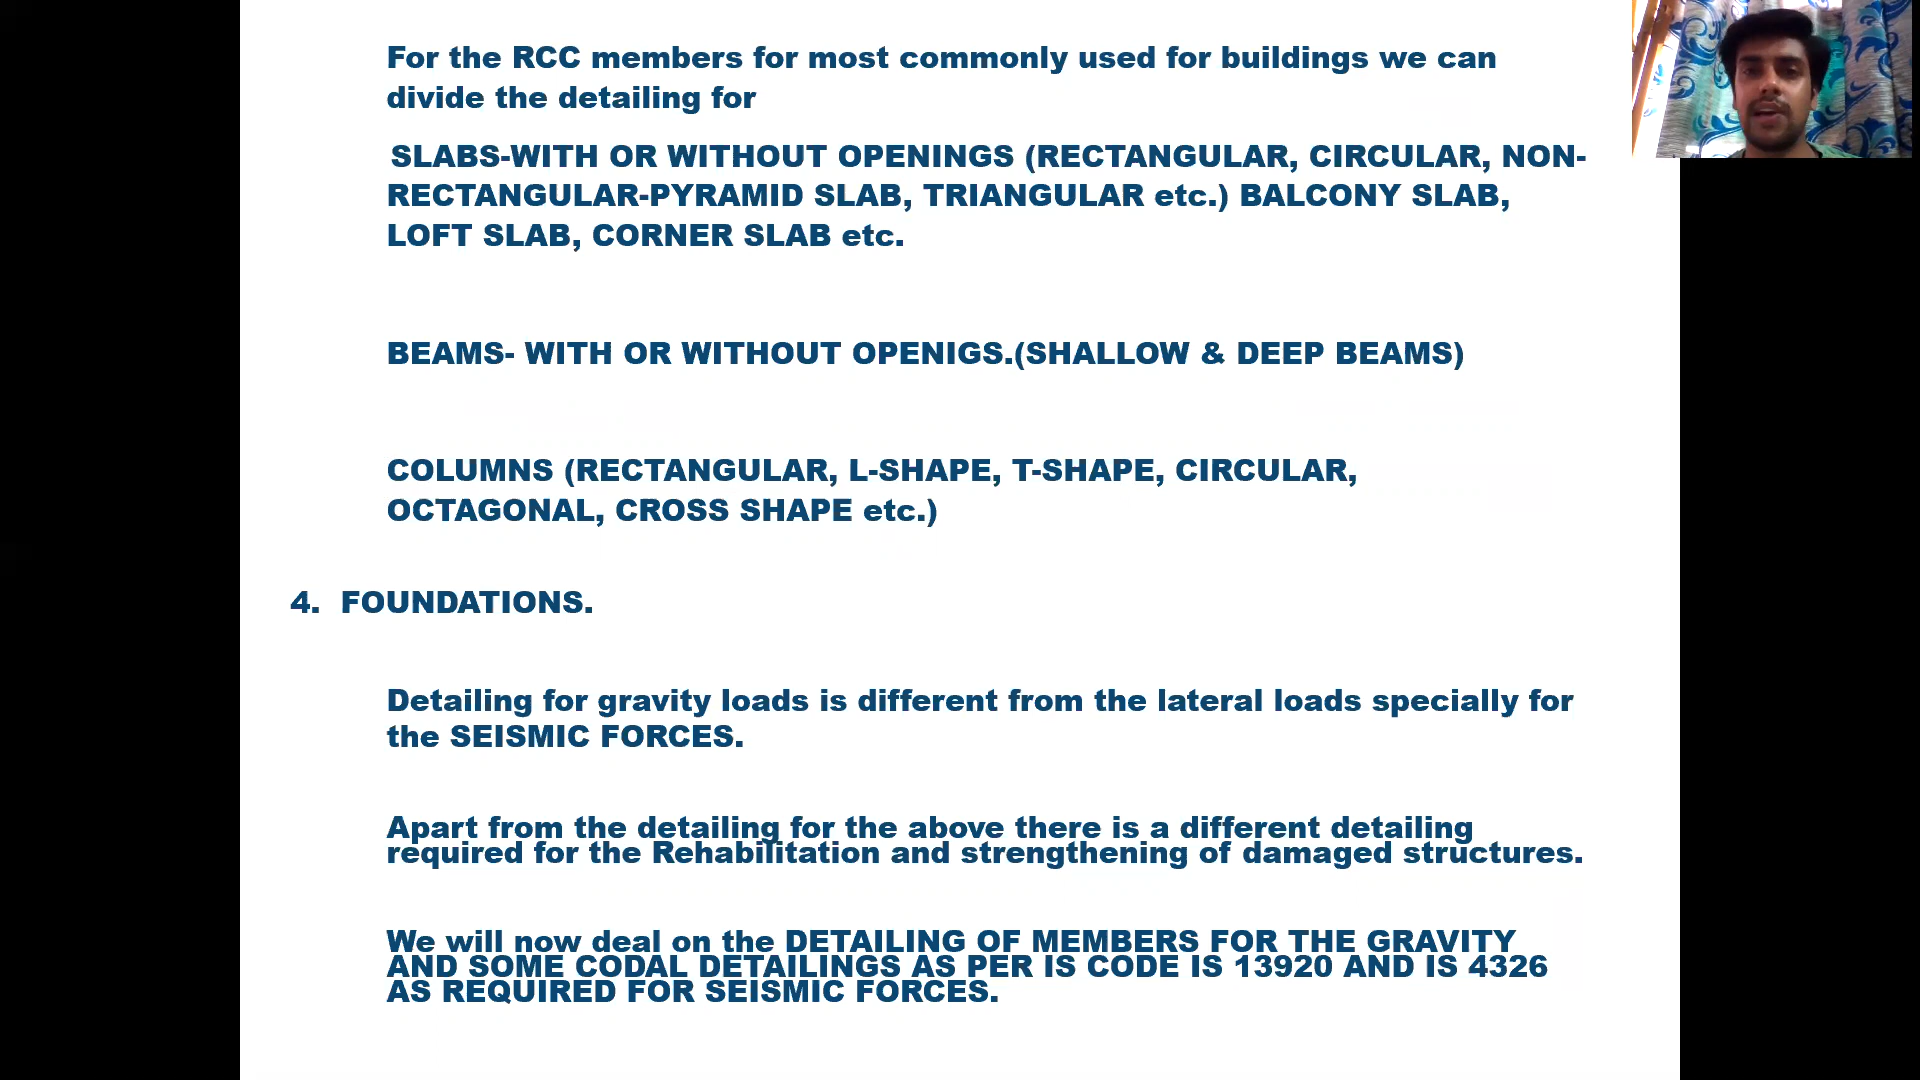 For the RCC members for most commonly used for buildings we can
divide the detailing for
SLABS-WITH OR WITHOUT OPENINGS (RECTANGULAR, CIRCULAR, NON-
RECTANGULAR-PYRAMID SLAB, TRIANGULAR etc.) BALCONY SLAB,
LOFT SLAB, CORNER SLAB etc.
BEAMS- WITH OR WITHOUT OPENIGS.(SHALLOW & DEEP BEAMS)
COLUMNS (RECTANGULAR, L-SHAPE, T-SHAPE, CIRCULAR,
OCTAGONAL, CROSS SHAPE etc.)
4. FOUNDATIONS.
Detailing for gravity loads is different from the lateral loads specially for
the SEISMIC FORCES.
Apart from the detailing for the above there is a different detailing
required for the Rehabilitation and strengthening of damaged structures.
We will now deal on the DETAILING OF MEMBERS FOR THE GRAVITY
AND SOME CODAL DETAILINGS AS PER IS CODE IS 13920 AND IS 4326
AS REQUIRED FOR SEISMIC FORCES.